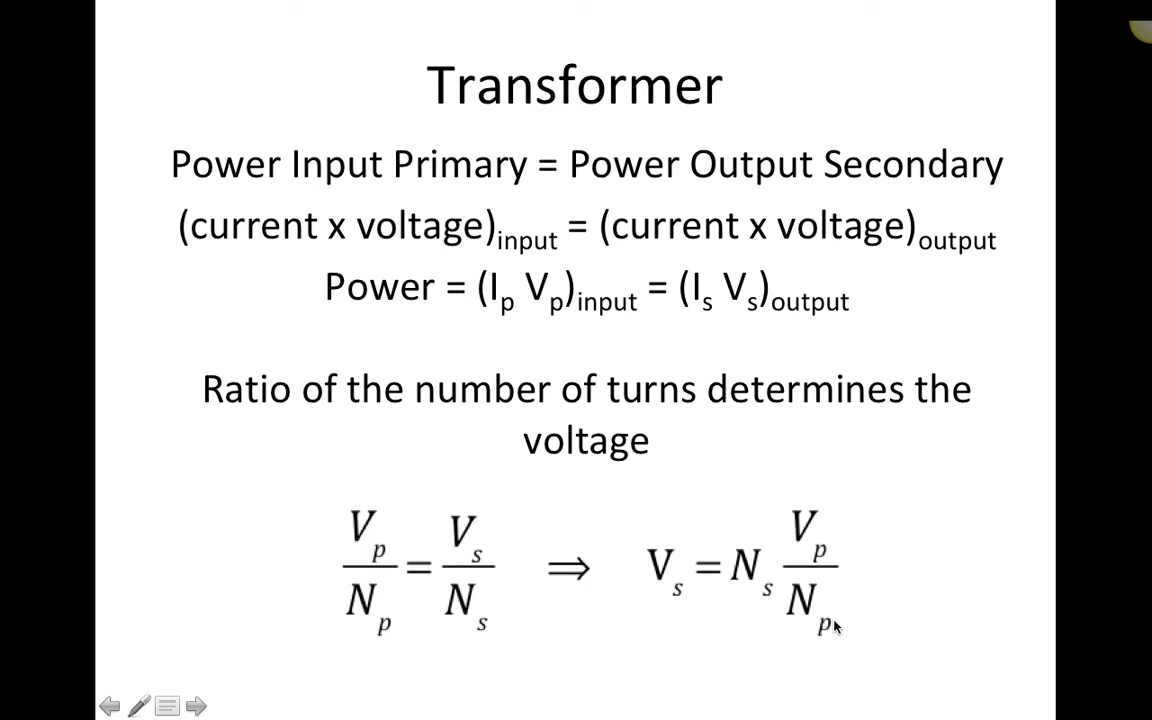 Transformer
Power Input Primary = Power Output Secondary
(current x voltage)input = (current x voltage)output
Power = (Ip Vp)input = (Is Vs)output
Ratio of the number of turns determines the
voltage
Vp/Np = Vs/Ns ⇒ Vs = Ns Vp/Np